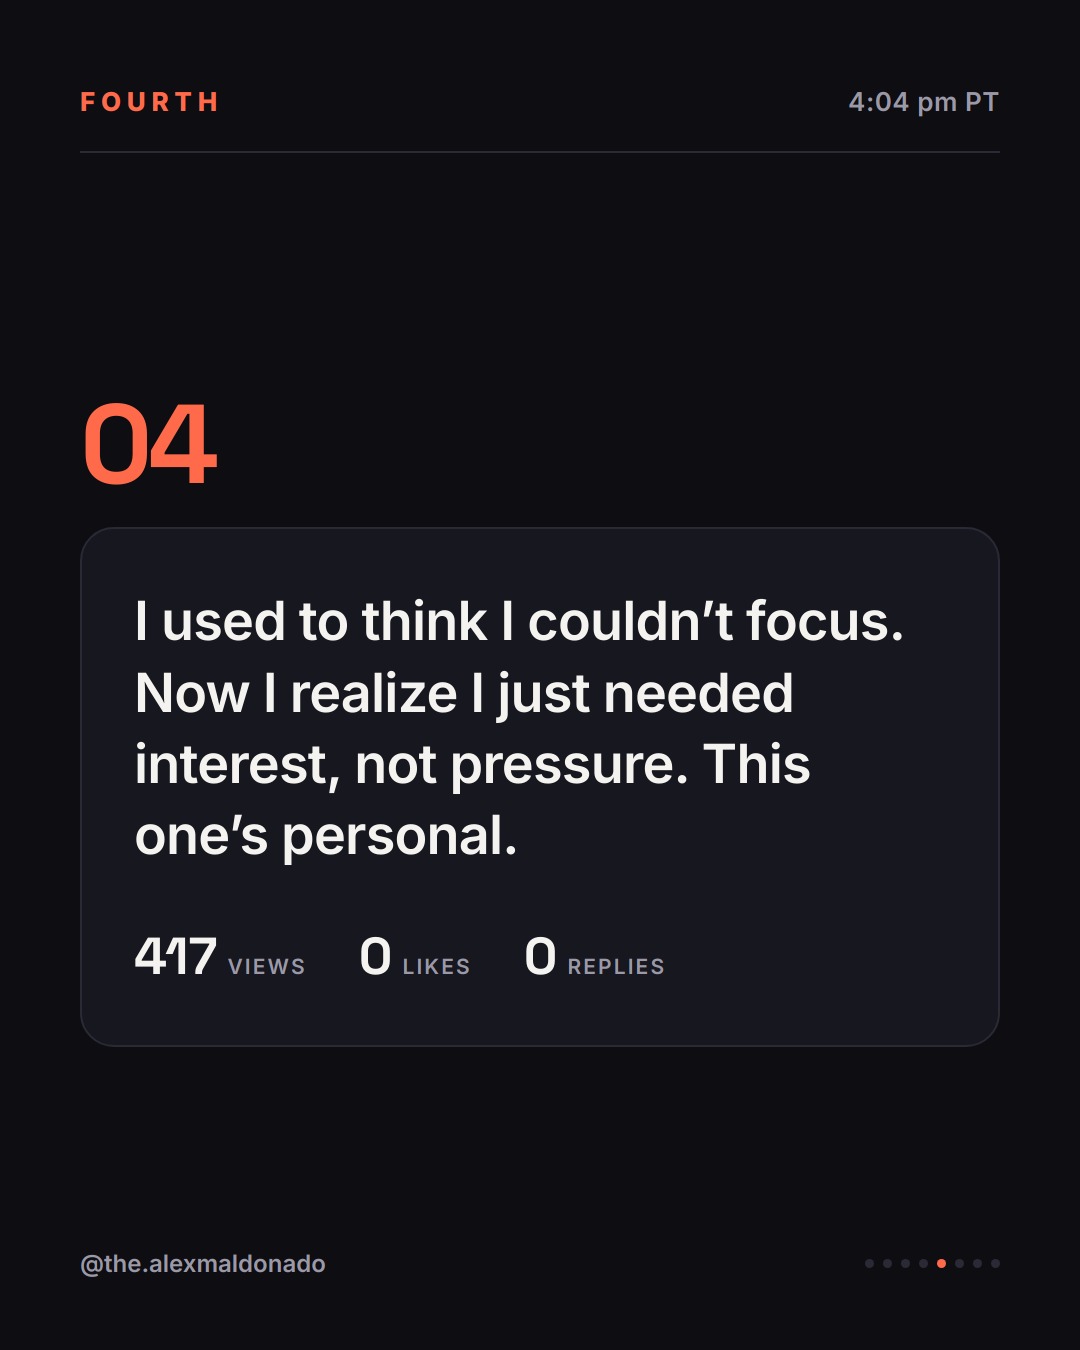 FOURTH
4:04 pm PT
04
I used to think I couldn’t focus.
Now I realize I just needed
interest, not pressure. This
one’s personal.
417 VIEWS 0 LIKES 0 REPLIES
@the.alexmaldonado